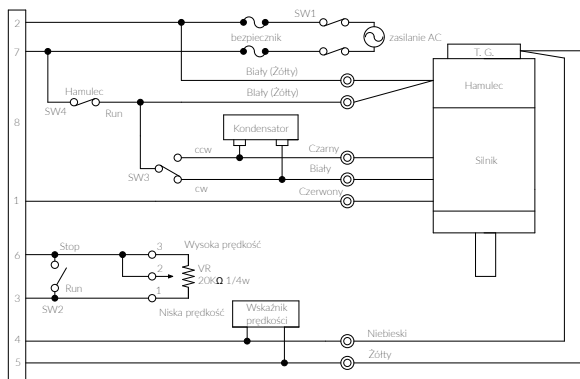 2
SW1
bezpiecznik
zasilanie AC
7
T. G.
Biały (Żółty)
Hamulec
Hamulec
BIały (Żółty)
SW4
Run
8
Kondensator
ccw
Czarny
SW3
Biały
Silnik
cw
Czerwony
1
Stop
3
Wysoka prędkość
6
2
VR
20KΩ 1/4w
Run
1
3
SW2
Niska prędkość
Wskaźnik
prędkości
Niebieski
4
Żółty
5